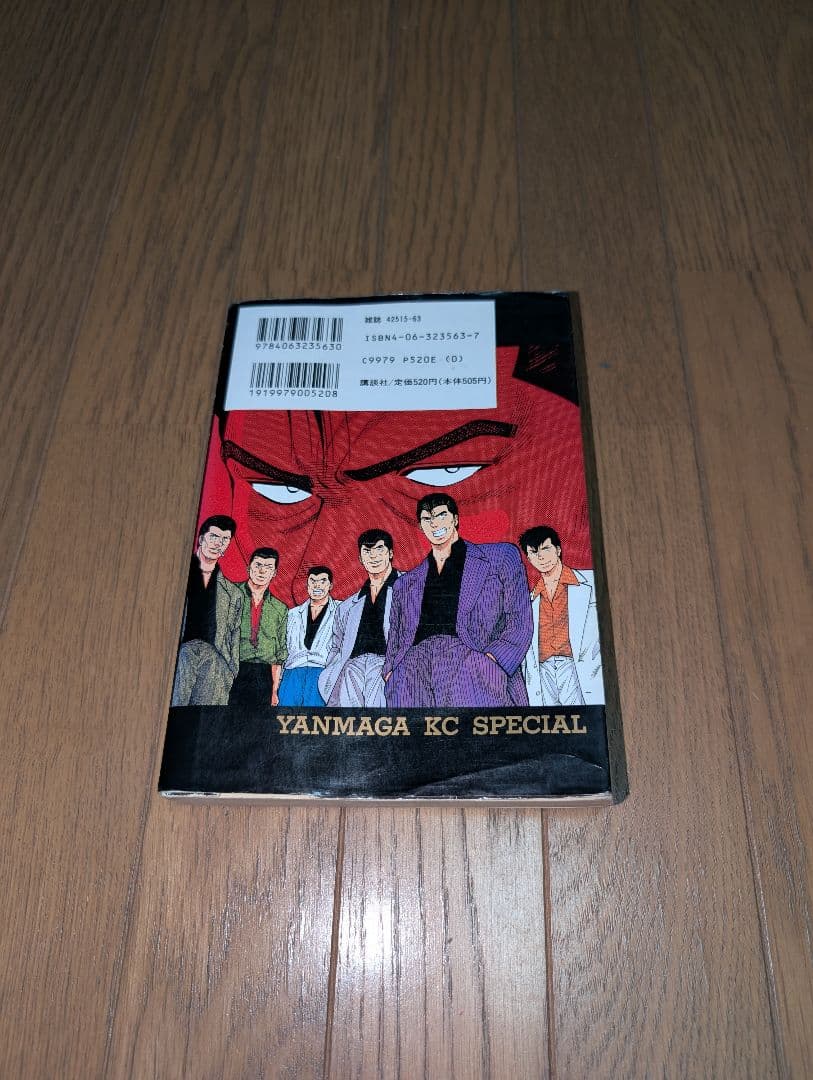 雑誌 42515-63
ISBN4-06-323563-7
9784063235630
C9979 P520E (0)
1919979005208
講談社/定価520円(本体505円)
YANMAGA KC SPECIAL